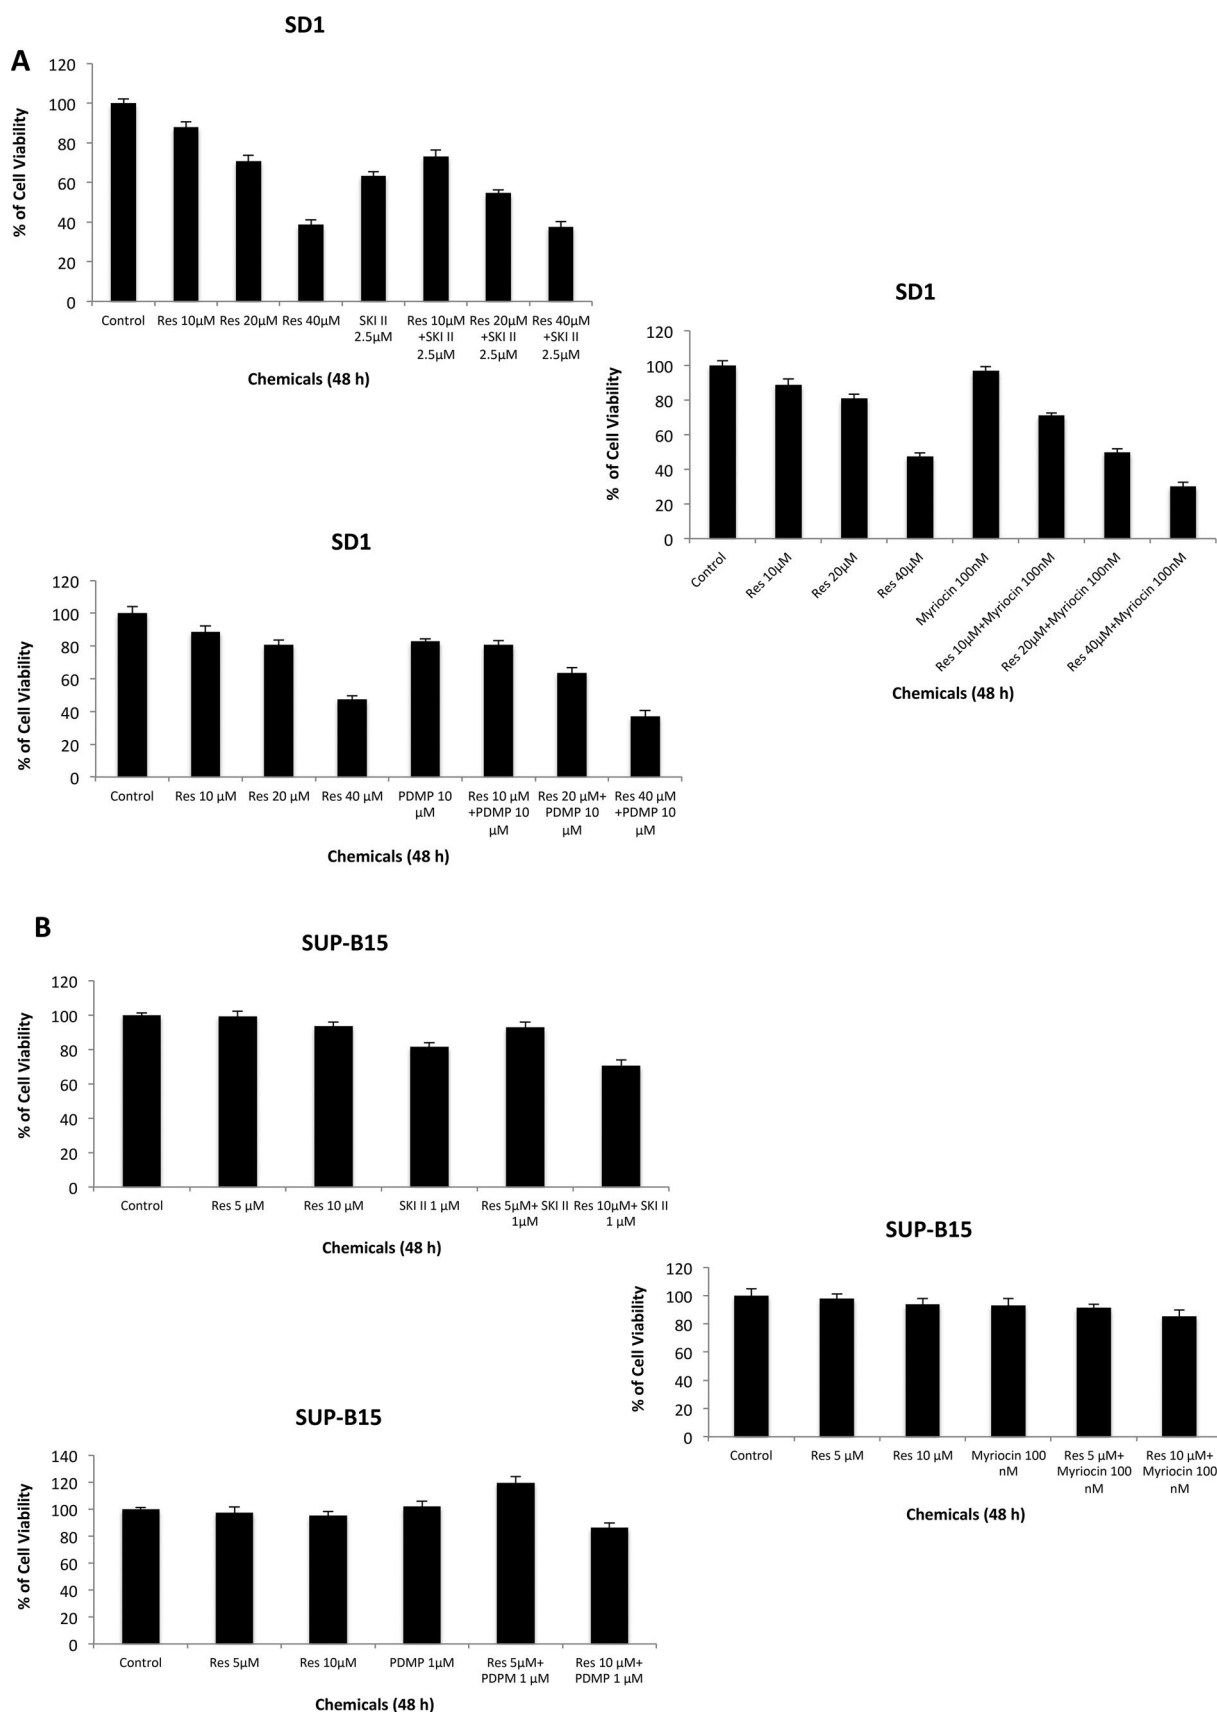 A
SD1
% of Cell Viability
120
100
80
60
40
20
0
Control
Res 10µM
Res 20µM
Res 40µM
SKI II
2.5µM
Res 10µM
+SKI II
2.5µM
Res 20µM
+SKI II
2.5µM
Res 40µM
+SKI II
2.5µM
Chemicals (48 h)
SD1
% of Cell Viability
120
100
80
60
40
20
0
Control
Res 10µM
Res 20µM
Res 40µM
Myriocin 100nM
Res 10µM+Myriocin 100nM
Res 20µM+Myriocin 100nM
Res 40µM+Myriocin 100nM
Chemicals (48 h)
SD1
% of Cell Viability
120
100
80
60
40
20
0
Control
Res 10 µM
Res 20 µM
Res 40 µM
PDMP 10
µM
Res 10 µM
+PDMP 10
µM
Res 20 µM+
PDMP 10
µM
Res 40 µM
+PDMP 10
µM
Chemicals (48 h)
B
SUP-B15
% of Cell Viability
120
100
80
60
40
20
0
Control
Res 5 µM
Res 10 µM
SKI II 1 µM
Res 5µM+ SKI II
1µM
Res 10µM+ SKI II
1 µM
Chemicals (48 h)
SUP-B15
% of Cell Viability
120
100
80
60
40
20
0
Control
Res 5 µM
Res 10 µM
Myriocin 100
nM
Res 5 µM+
Myriocin 100
nM
Res 10 µM+
Myriocin 100
nM
Chemicals (48 h)
SUP-B15
% of Cell Viability
140
120
100
80
60
40
20
0
Control
Res 5µM
Res 10µM
PDMP 1µM
Res 5µM+
PDPM 1 µM
Res 10 µM+
PDMP 1 µM
Chemicals (48 h)